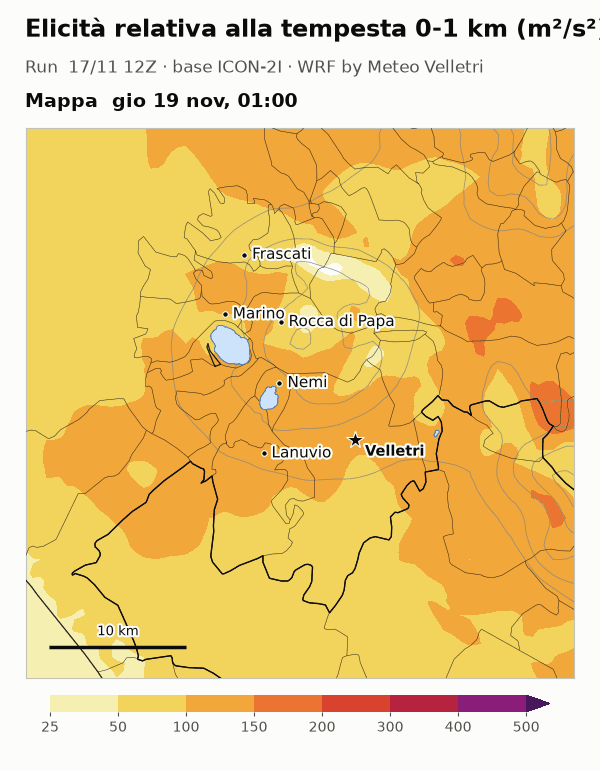 Elicità relativa alla tempesta 0-1 km (m²/s²)
Run 17/11 12Z · base ICON-2I · WRF by Meteo Velletri
Mappa gio 19 nov, 01:00
Frascati
Marino
Rocca di Papa
Nemi
Velletri
Lanuvio
10 km
25 50 100 150 200 300 400 500